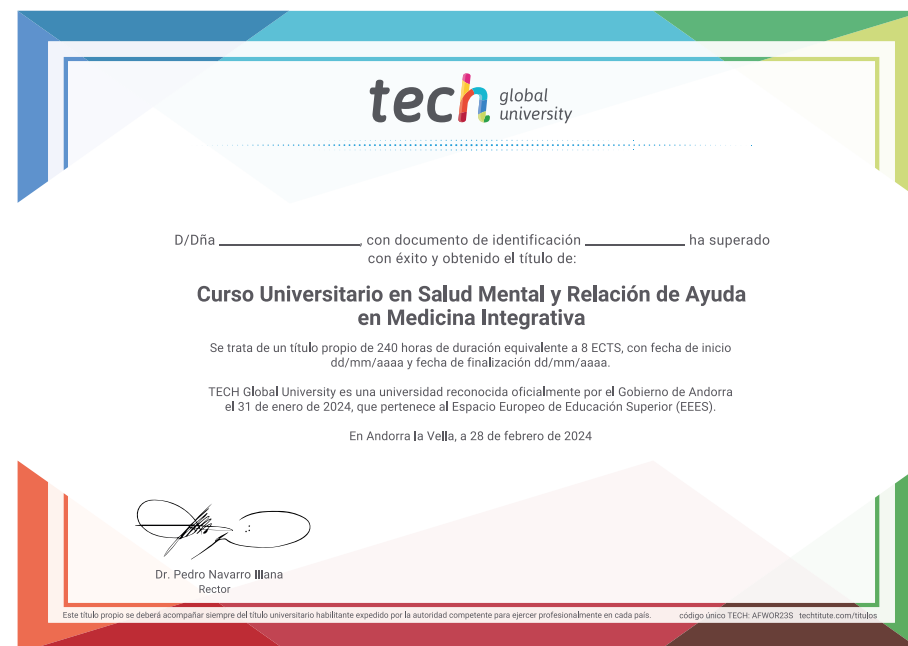 tech global
university
D/Dña ____________________, con documento de identificación ______________ ha superado
con éxito y obtenido el título de:
Curso Universitario en Salud Mental y Relación de Ayuda
en Medicina Integrativa
Se trata de un título propio de 240 horas de duración equivalente a 8 ECTS, con fecha de inicio
dd/mm/aaaa y fecha de finalización dd/mm/aaaa.
TECH Global University es una universidad reconocida oficialmente por el Gobierno de Andorra
el 31 de enero de 2024, que pertenece al Espacio Europeo de Educación Superior (EEES).
En Andorra la Vella, a 28 de febrero de 2024
Dr. Pedro Navarro Illana
Rector
Este título propio se deberá acompañar siempre del título universitario habilitante expedido por la autoridad competente para ejercer profesionalmente en cada país. código único TECH: AFWOR23S techtitute.com/titulos